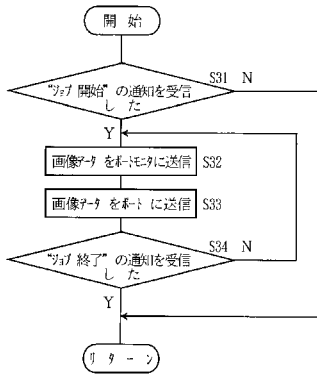 開 始
S31 N
"ジョブ 開始" の通知を受信
した
Y
画像データ をポートモニタに送信 S32
画像データ をポート に送信 S33
S34 N
"ジョブ 終了" の通知を受信
した
Y
リ タ ー ン